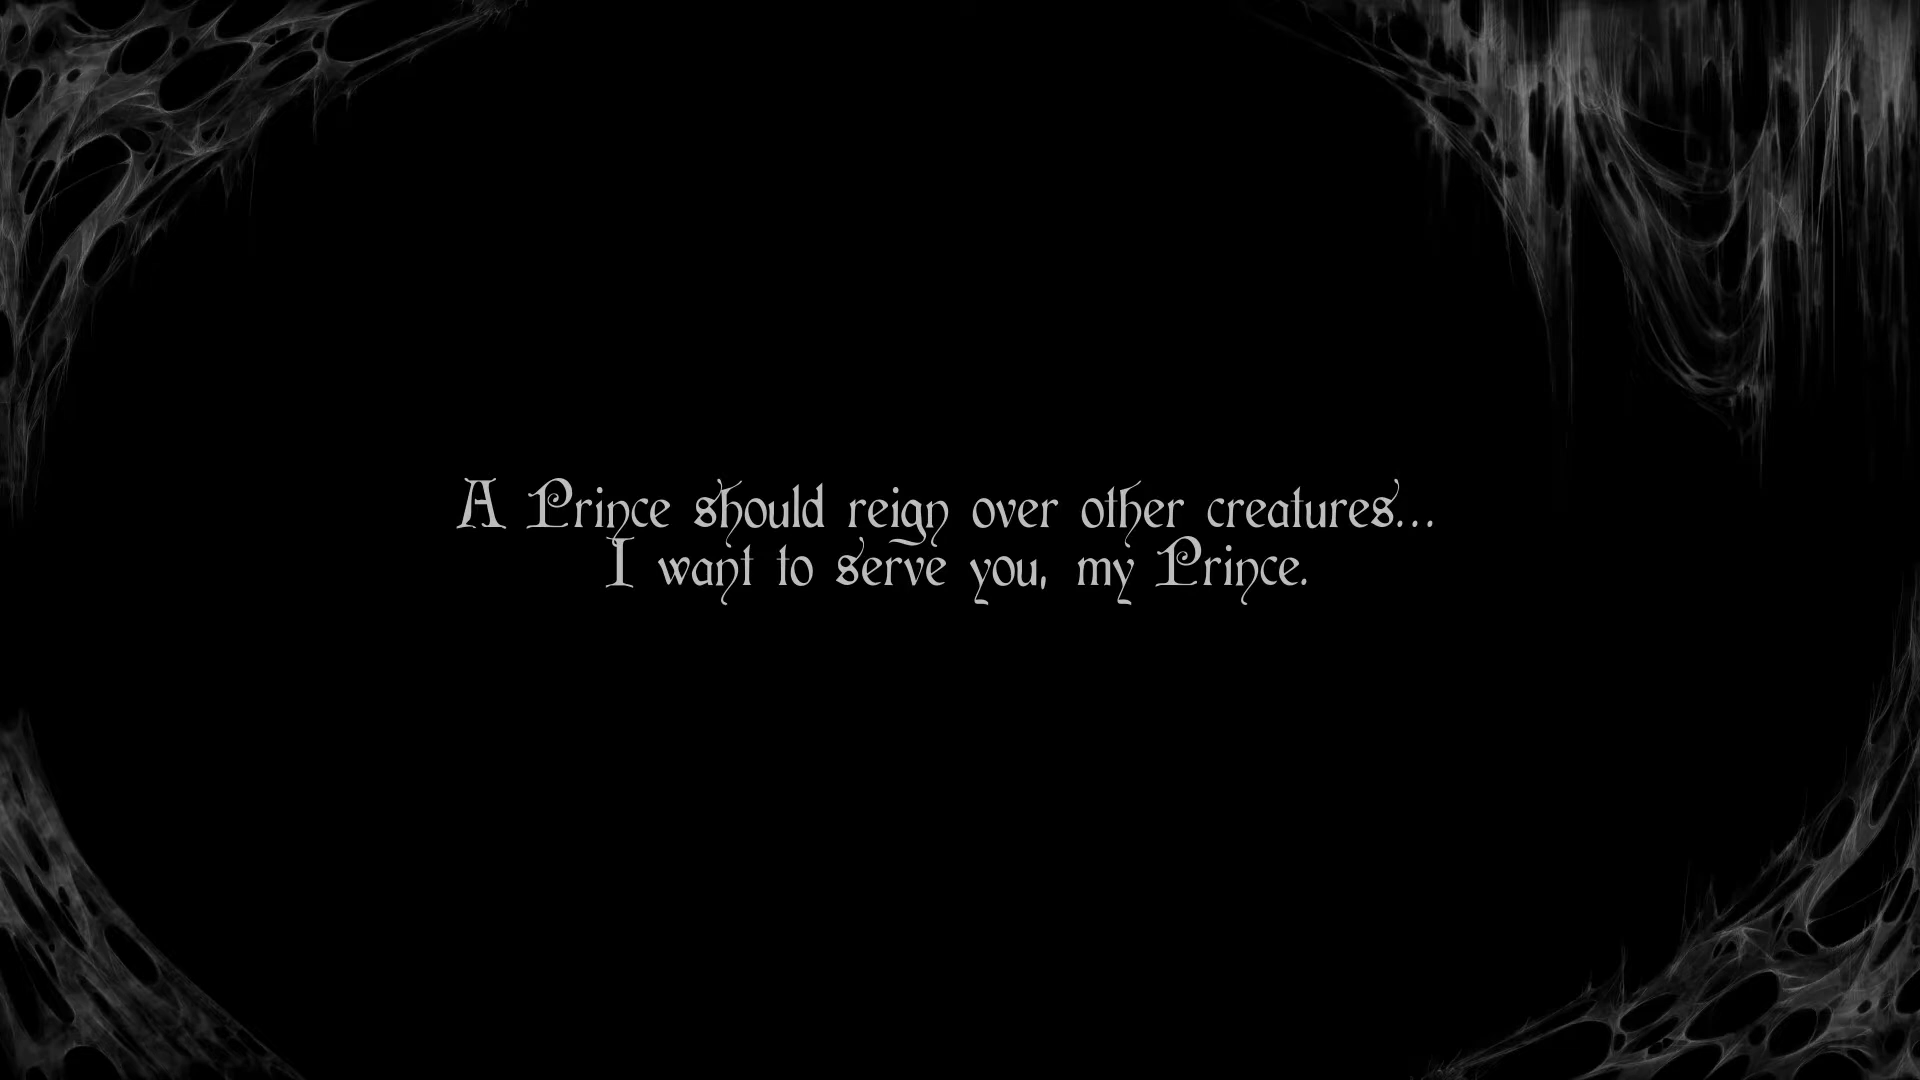 A Prince should reign over other creatures...
I want to serve you, my Prince.